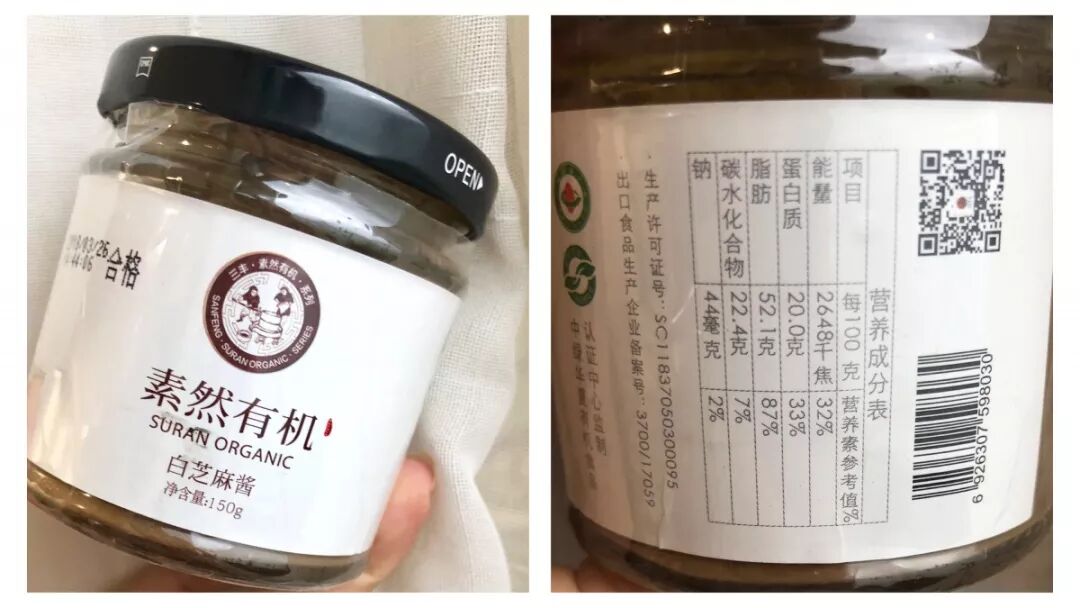 OPEN
合格
三丰·素然有机·系列
SANFENG·SURAN ORGANIC·SERIES
素然有机
SURAN ORGANIC
白芝麻酱
净含量:150g
营养成分表
项目 每100克 营养素参考值%
能量 2648千焦 32%
蛋白质 20.0克 33%
脂肪 52.1克 87%
碳水化合物 22.4克 7%
钠 44毫克 2%
生产许可证号:SC11837050300095
出口食品生产企业备案号:3700/17059
认证中心监制
6 926307 598030